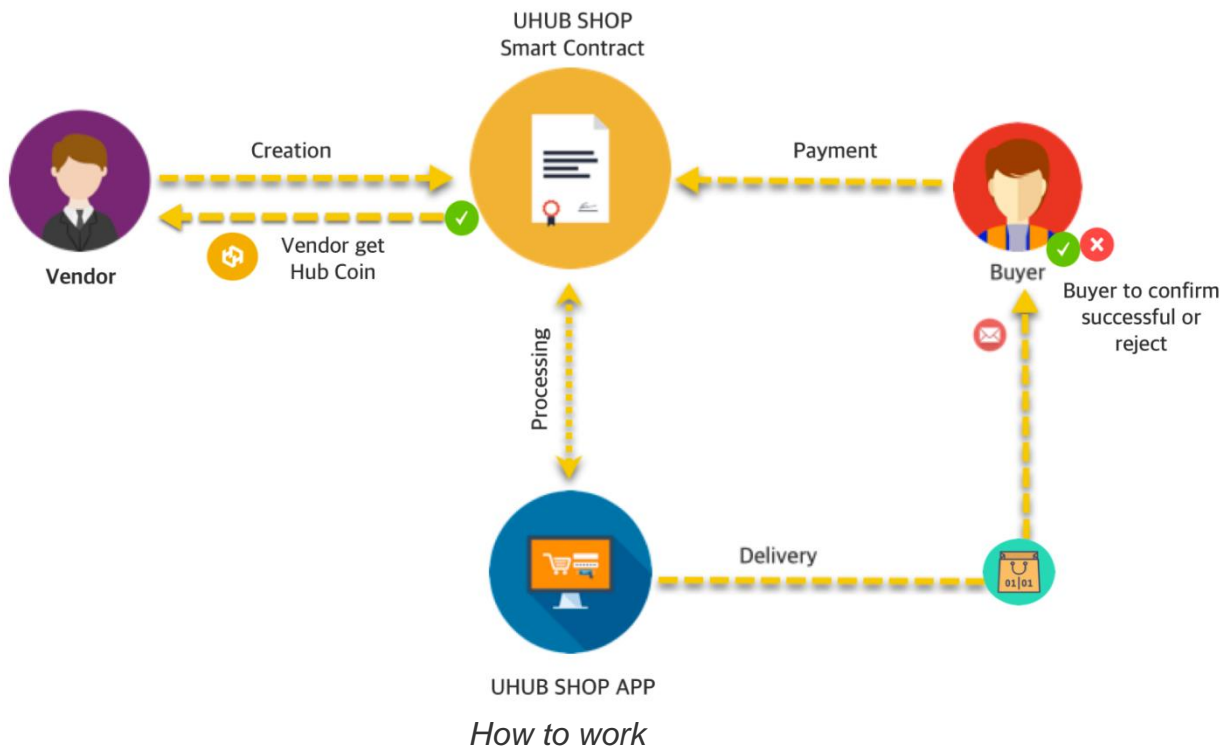 UHUB SHOP
Smart Contract
Creation
Payment
Vendor get
Hub Coin
Vendor
Buyer
Buyer to confirm
successful or
reject
Processing
Delivery
01|01
UHUB SHOP APP
How to work